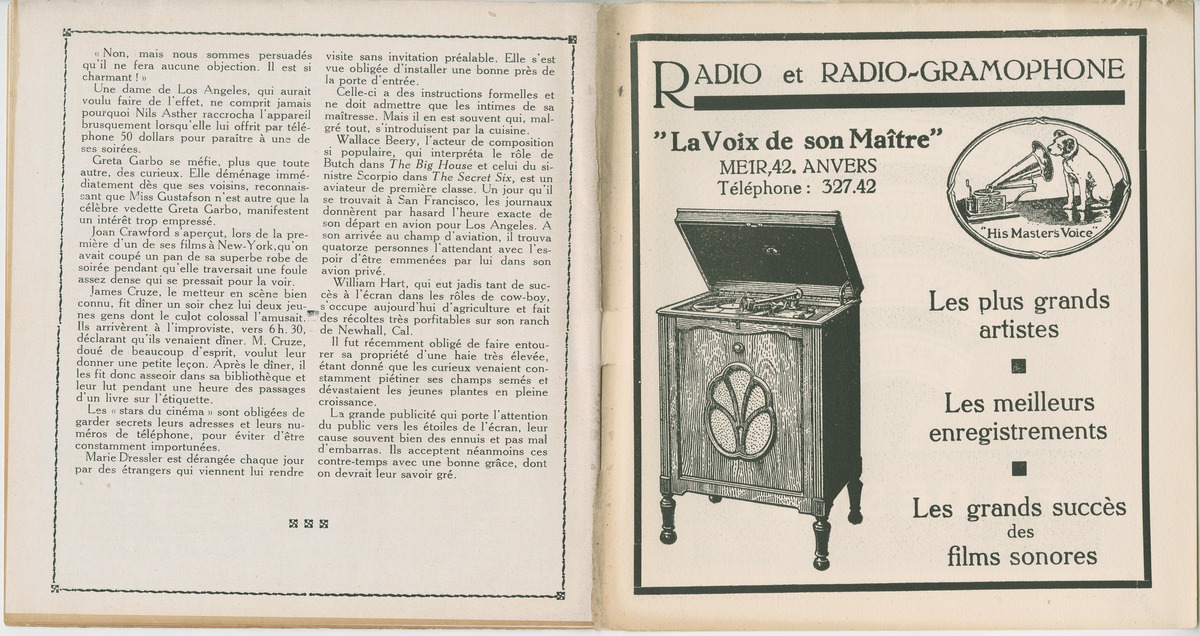 « Non, mais nous sommes persuadés
qu'il ne fera aucune objection. Il est si
charmant ! »
Une dame de Los Angeles, qui aurait
voulu faire de l'effet, ne comprit jamais
pourquoi Nils Asther raccrocha l'appareil
brusquement lorsqu'elle lui offrit par télé-
phone 50 dollars pour paraître à une de
ses soirées.
Greta Garbo se méfie, plus que toute
autre, des curieux. Elle déménage immé-
diatement dès que ses voisins, reconnais-
sant que Miss Gustafson n'est autre que la
célèbre vedette Greta Garbo, manifestent
un intérêt trop empressé.
Joan Crawford s'aperçut, lors de la pre-
mière d'un de ses films à New-York, qu'on
avait coupé un pan de sa superbe robe de
soirée pendant qu'elle traversait une foule
assez dense qui se pressait pour la voir.
James Cruze, le metteur en scène bien
connu, fit dîner un soir chez lui deux jeu-
nes gens dont le culot colossal l'amusait.
Ils arrivèrent à l'improviste, vers 6 h. 30,
déclarant qu'ils venaient dîner. M. Cruze,
doué de beaucoup d'esprit, voulut leur
donner une petite leçon. Après le dîner, il
les fit donc asseoir dans sa bibliothèque et
leur lut pendant une heure des passages
d'un livre sur l'étiquette.
Les « stars du cinéma » sont obligées de
garder secrets leurs adresses et leurs nu-
méros de téléphone, pour éviter d'être
constamment importunées.
Marie Dressler est dérangée chaque jour
par des étrangers qui viennent lui rendre
visite sans invitation préalable. Elle s'est
vue obligée d'installer une bonne près de
la porte d'entrée.
Celle-ci a des instructions formelles et
ne doit admettre que les intimes de sa
maîtresse. Mais il en est souvent qui, mal-
gré tout, s'introduisent par la cuisine.
Wallace Beery, l'acteur de composition
si populaire, qui interpréta le rôle de
Butch dans The Big House et celui du si-
nistre Scorpio dans The Secret Six, est un
aviateur de première classe. Un jour qu'il
se trouvait à San Francisco, les journaux
donnèrent par hasard l'heure exacte de
son départ en avion pour Los Angeles. A
son arrivée au champ d'aviation, il trouva
quatorze personnes l'attendant avec l'es-
poir d'être emmenées par lui dans son
avion privé.
William Hart, qui eut jadis tant de suc-
cès à l'écran dans les rôles de cow-boy,
s'occupe aujourd'hui d'agriculture et fait
des récoltes très porfitables sur son ranch
de Newhall, Cal.
Il fut récemment obligé de faire entou-
rer sa propriété d'une haie très élevée,
étant donné que les curieux venaient con-
stamment piétiner ses champs semés et
dévastaient les jeunes plantes en pleine
croissance.
La grande publicité qui porte l'attention
du public vers les étoiles de l'écran, leur
cause souvent bien des ennuis et pas mal
d'embarras. Ils acceptent néanmoins ces
contre-temps avec une bonne grâce, dont
on devrait leur savoir gré.
RADIO et RADIO-GRAMOPHONE
"La Voix de son Maître"
MEIR, 42. ANVERS
Téléphone : 327.42
"His Master's Voice"
Les plus grands
artistes
Les meilleurs
enregistrements
Les grands succès
des
films sonores